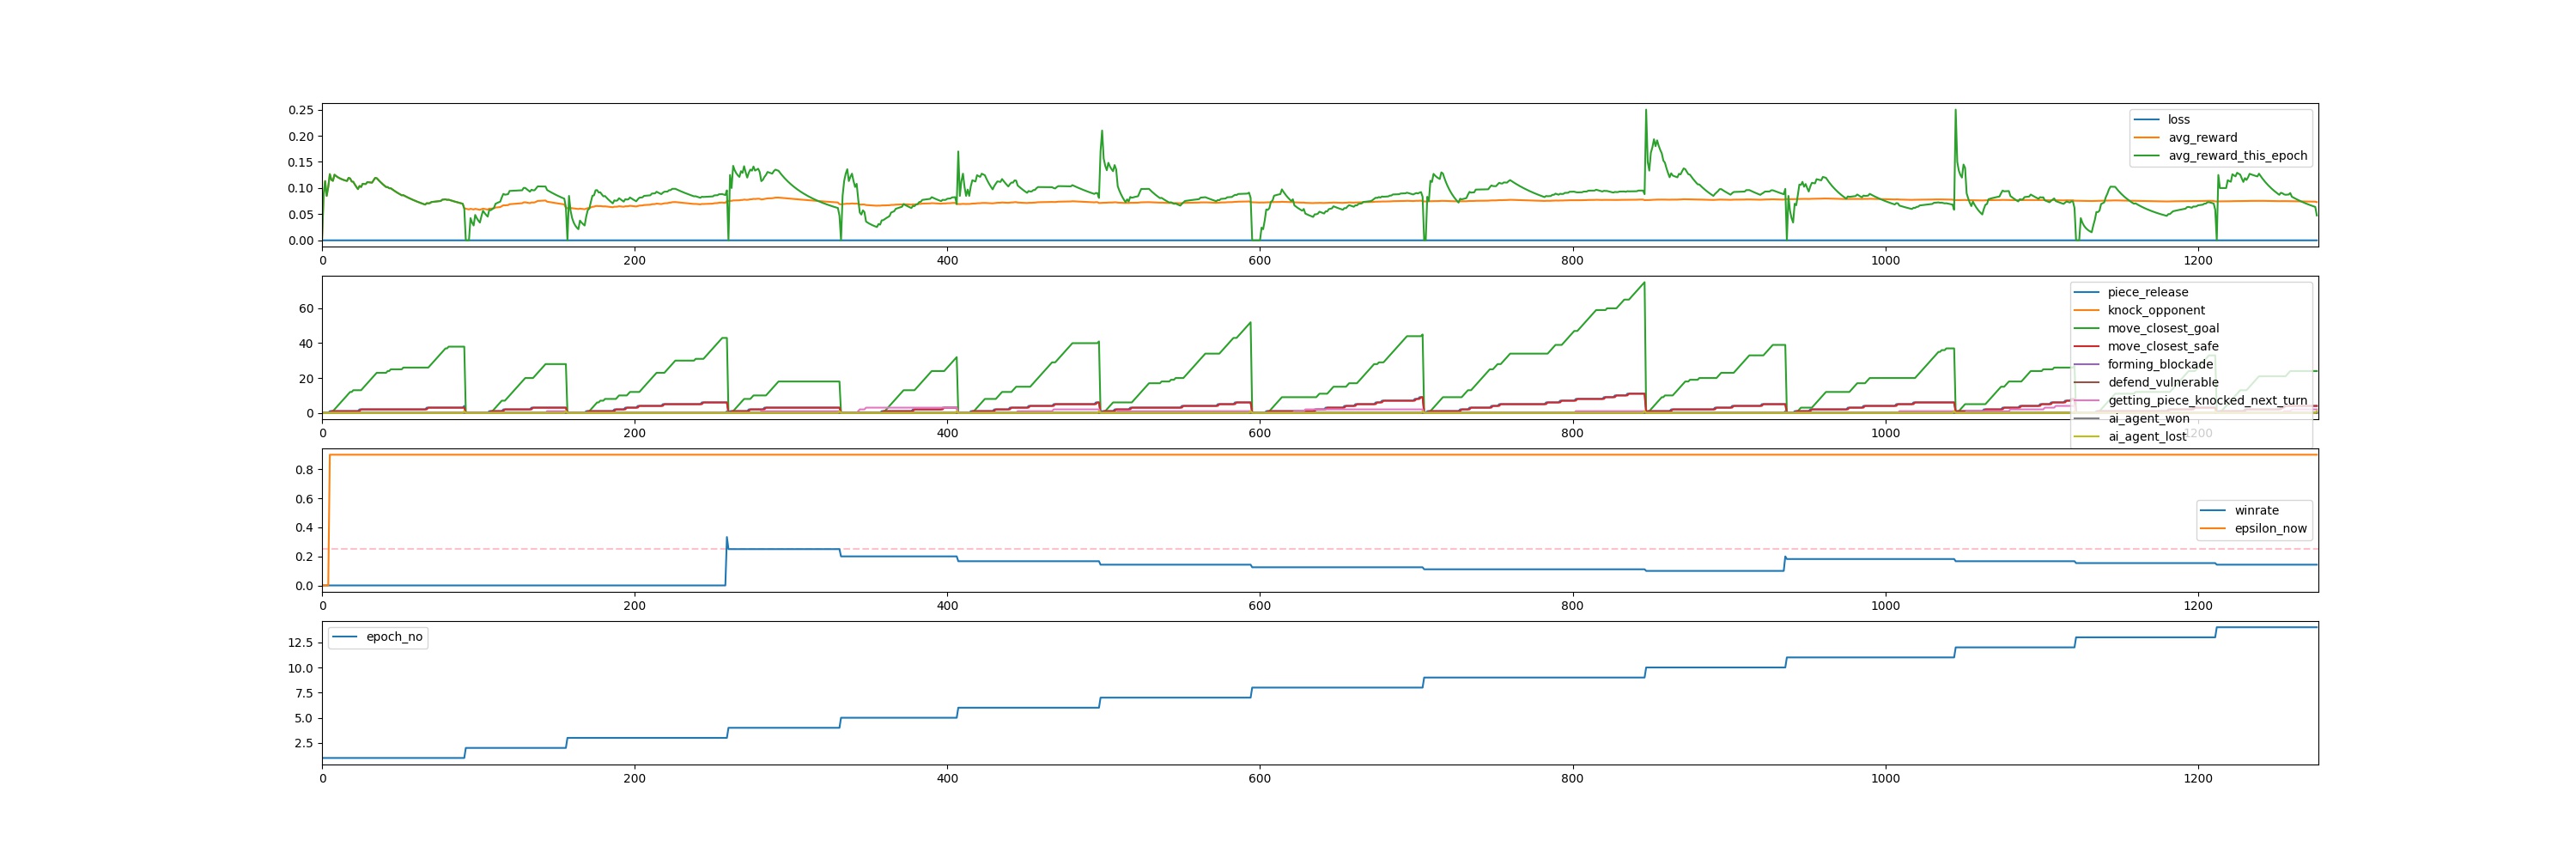 0.25
0.20
0.15
0.10
0.05
0.00
loss
avg_reward
avg_reward_this_epoch
0 200 400 600 800 1000 1200
60
40
20
0
piece_release
knock_opponent
move_closest_goal
move_closest_safe
forming_blockade
defend_vulnerable
getting_piece_knocked_next_turn
ai_agent_won
ai_agent_lost
0 200 400 600 800 1000 1200
0.8
0.6
0.4
0.2
0.0
winrate
epsilon_now
0 200 400 600 800 1000 1200
epoch_no
12.5
10.0
7.5
5.0
2.5
0 200 400 600 800 1000 1200